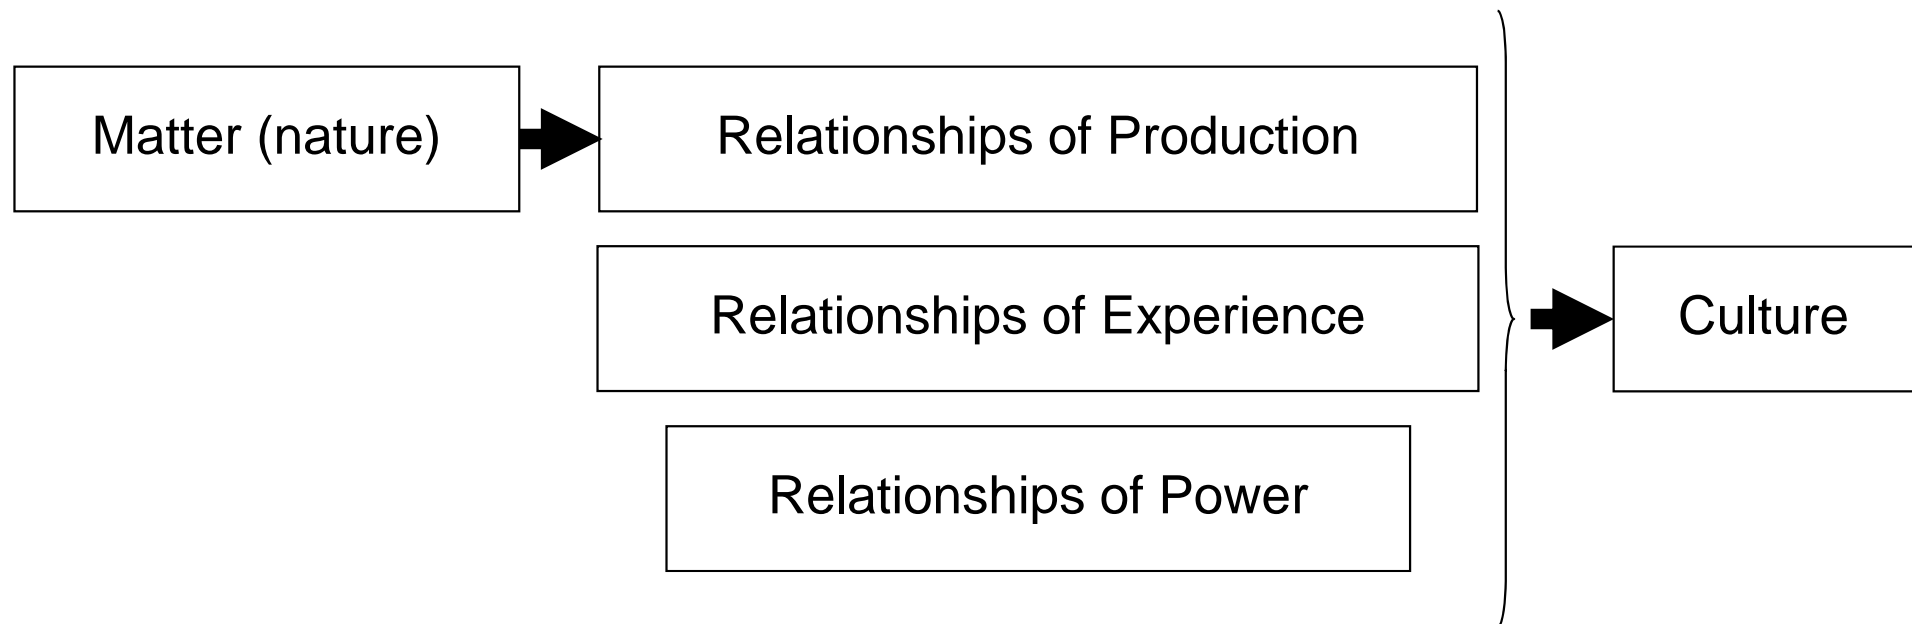 Matter (nature)
Relationships of Production
Relationships of Experience
Culture
Relationships of Power